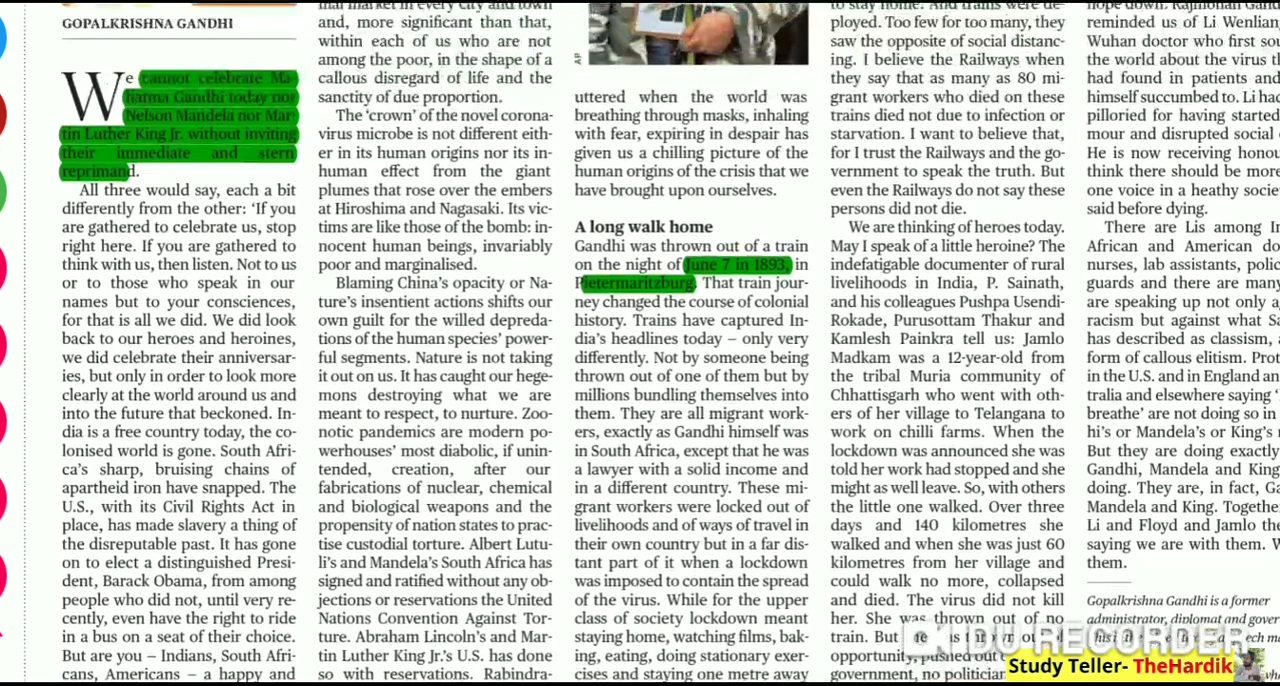 GOPALKRISHNA GANDHI
We cannot celebrate Ma-
hatma Gandhi today nor
Nelson Mandela nor Mar-
tin Luther King Jr. without inviting
their immediate and stern
reprimand.
All three would say, each a bit
differently from the other: ‘If you
are gathered to celebrate us, stop
right here. If you are gathered to
think with us, then listen. Not to us
or to those who speak in our
names but to your consciences,
for that is all we did. We did look
back to our heroes and heroines,
we did celebrate their anniversar-
ies, but only in order to look more
clearly at the world around us and
into the future that beckoned. In-
dia is a free country today, the co-
lonised world is gone. South Afri-
ca’s sharp, bruising chains of
apartheid iron have snapped. The
U.S., with its Civil Rights Act in
place, has made slavery a thing of
the disreputable past. It has gone
on to elect a distinguished Presi-
dent, Barack Obama, from among
people who did not, until very re-
cently, even have the right to ride
in a bus on a seat of their choice.
But are you – Indians, South Afri-
cans, Americans – a happy and
mal market in every city and town
and, more significant than that,
within each of us who are not
among the poor, in the shape of a
callous disregard of life and the
sanctity of due proportion.
The ‘crown’ of the novel corona-
virus microbe is not different eith-
er in its human origins nor its in-
human effect from the giant
plumes that rose over the embers
at Hiroshima and Nagasaki. Its vic-
tims are like those of the bomb: in-
nocent human beings, invariably
poor and marginalised.
Blaming China’s opacity or Na-
ture’s insentient actions shifts our
own guilt for the willed depreda-
tions of the human species’ power-
ful segments. Nature is not taking
it out on us. It has caught our hege-
mons destroying what we are
meant to respect, to nurture. Zoo-
notic pandemics are modern po-
werhouses’ most diabolic, if unin-
tended, creation, after our
fabrications of nuclear, chemical
and biological weapons and the
propensity of nation states to prac-
tise custodial torture. Albert Lutu-
li’s and Mandela’s South Africa has
signed and ratified without any ob-
jections or reservations the United
Nations Convention Against Tor-
ture. Abraham Lincoln’s and Mar-
tin Luther King Jr.’s U.S. has done
so with reservations. Rabindra-
AP
uttered when the world was
breathing through masks, inhaling
with fear, expiring in despair has
given us a chilling picture of the
human origins of the crisis that we
have brought upon ourselves.
A long walk home
Gandhi was thrown out of a train
on the night of June 7 in 1893, in
Pietermaritzburg. That train jour-
ney changed the course of colonial
history. Trains have captured In-
dia’s headlines today – only very
differently. Not by someone being
thrown out of one of them but by
millions bundling themselves into
them. They are all migrant work-
ers, exactly as Gandhi himself was
in South Africa, except that he was
a lawyer with a solid income and
in a different country. These mi-
grant workers were locked out of
livelihoods and of ways of travel in
their own country but in a far dis-
tant part of it when a lockdown
was imposed to contain the spread
of the virus. While for the upper
class of society lockdown meant
staying home, watching films, bak-
ing, eating, doing stationary exer-
cises and staying one metre away
to stay home. And trains were de-
ployed. Too few for too many, they
saw the opposite of social distanc-
ing. I believe the Railways when
they say that as many as 80 mi-
grant workers who died on these
trains died not due to infection or
starvation. I want to believe that,
for I trust the Railways and the go-
vernment to speak the truth. But
even the Railways do not say these
persons did not die.
We are thinking of heroes today.
May I speak of a little heroine? The
indefatigable documenter of rural
livelihoods in India, P. Sainath,
and his colleagues Pushpa Usendi-
Rokade, Purusottam Thakur and
Kamlesh Painkra tell us: Jamlo
Madkam was a 12-year-old from
the tribal Muria community of
Chhattisgarh who went with oth-
ers of her village to Telangana to
work on chilli farms. When the
lockdown was announced she was
told her work had stopped and she
might as well leave. So, with others
the little one walked. Over three
days and 140 kilometres she
walked and when she was just 60
kilometres from her village and
could walk no more, collapsed
and died. The virus did not kill
her. She was thrown out of no
train. But
opportunity, pushed out
government, no politician
hope down. Rajmohan Gand
reminded us of Li Wenlian
Wuhan doctor who first so
the world about the virus t
had found in patients and
himself succumbed to. Li had
pilloried for having started
mour and disrupted social
He is now receiving honou
think there should be more
one voice in a heathy socie
said before dying.
There are Lis among In
African and American do
nurses, lab assistants, polic
guards and there are many
are speaking up not only a
racism but against what Sa
has described as classism, a
form of callous elitism. Prot
in the U.S. and in England an
tralia and elsewhere saying ‘
breathe’ are not doing so in
hi’s or Mandela’s or King’s n
But they are doing exactly
Gandhi, Mandela and King
doing. They are, in fact, Ga
Mandela and King. Together
Li and Floyd and Jamlo the
saying we are with them. W
them.
Gopalkrishna Gandhi is a former
administrator, diplomat and gover
DU RECORDER
Study Teller- TheHardik